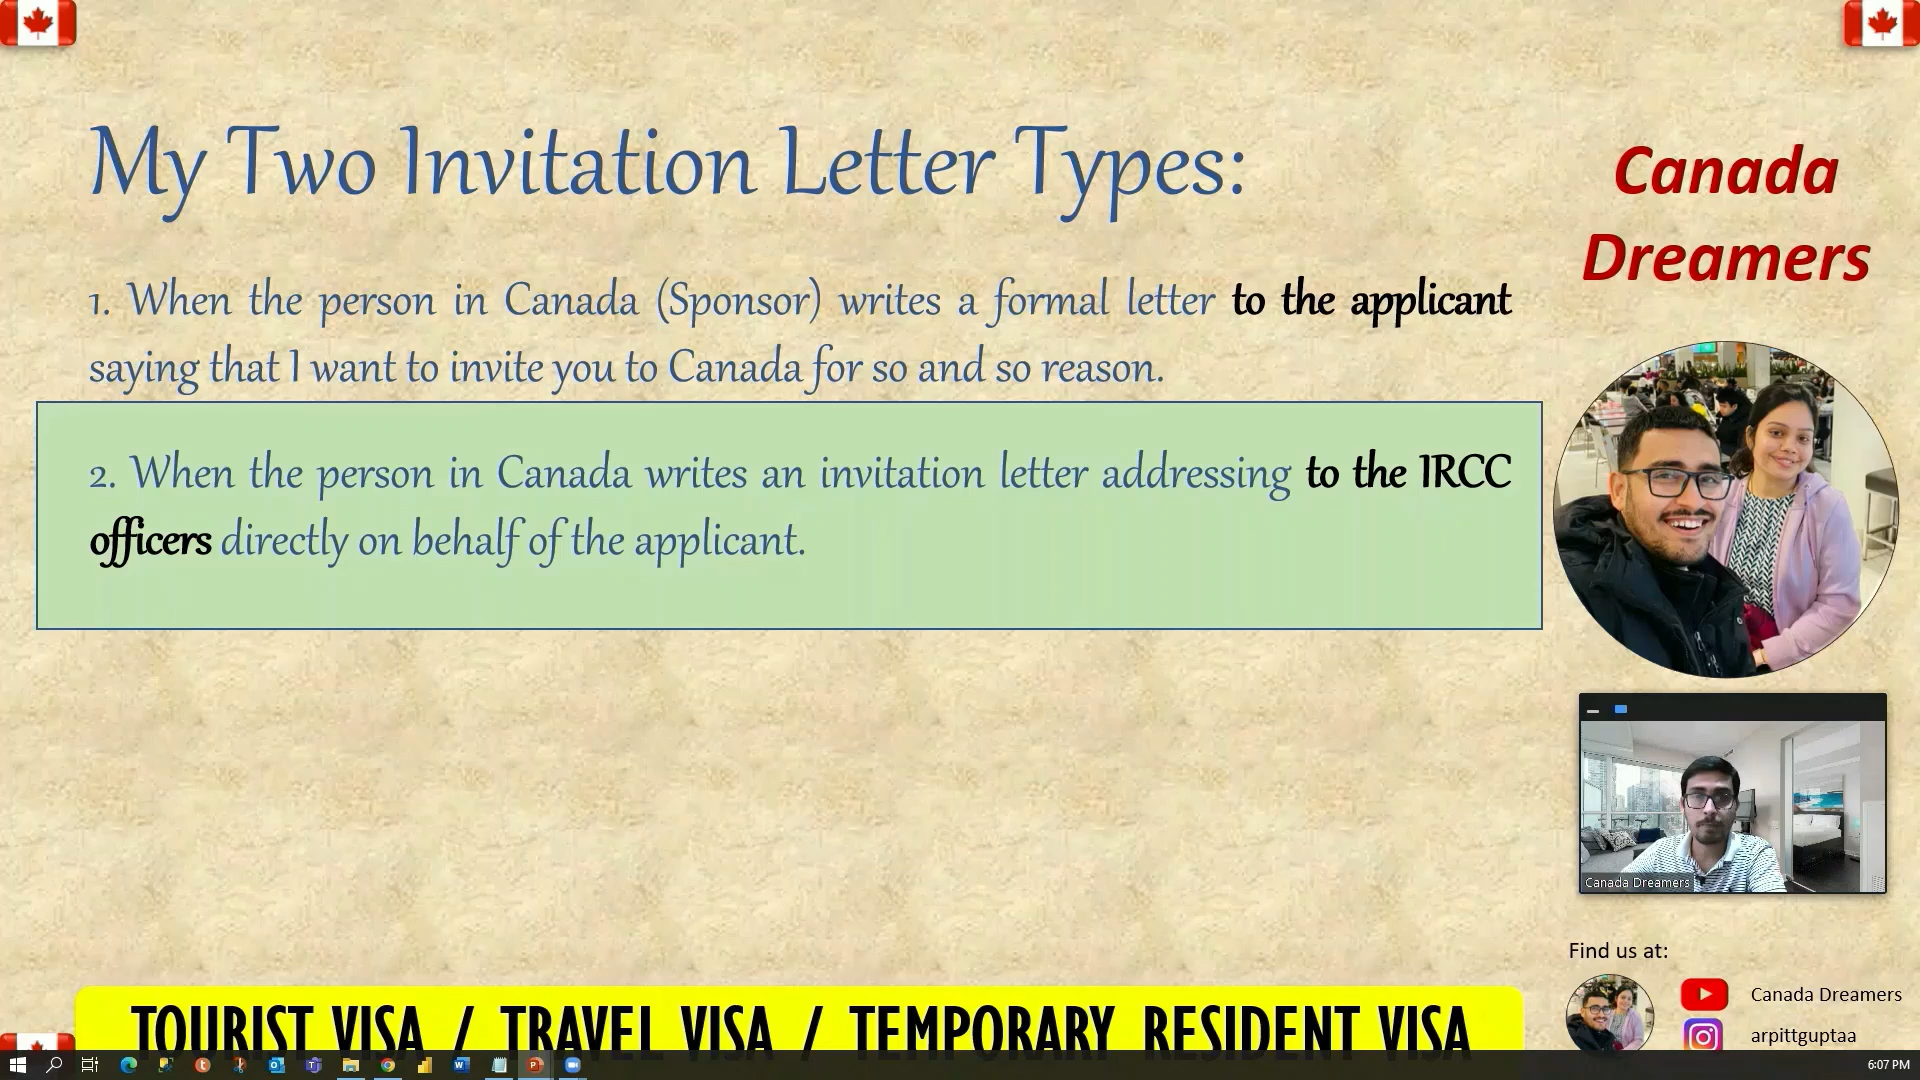 My Two Invitation Letter Types:
1. When the person in Canada (Sponsor) writes a formal letter to the applicant
saying that I want to invite you to Canada for so and so reason.
2. When the person in Canada writes an invitation letter addressing to the IRCC
officers directly on behalf of the applicant.
Canada
Dreamers
Canada Dreamers
Find us at:
Canada Dreamers
arpittguptaa
TOURIST VISA / TRAVEL VISA / TEMPORARY RESIDENT VISA
6:07 PM